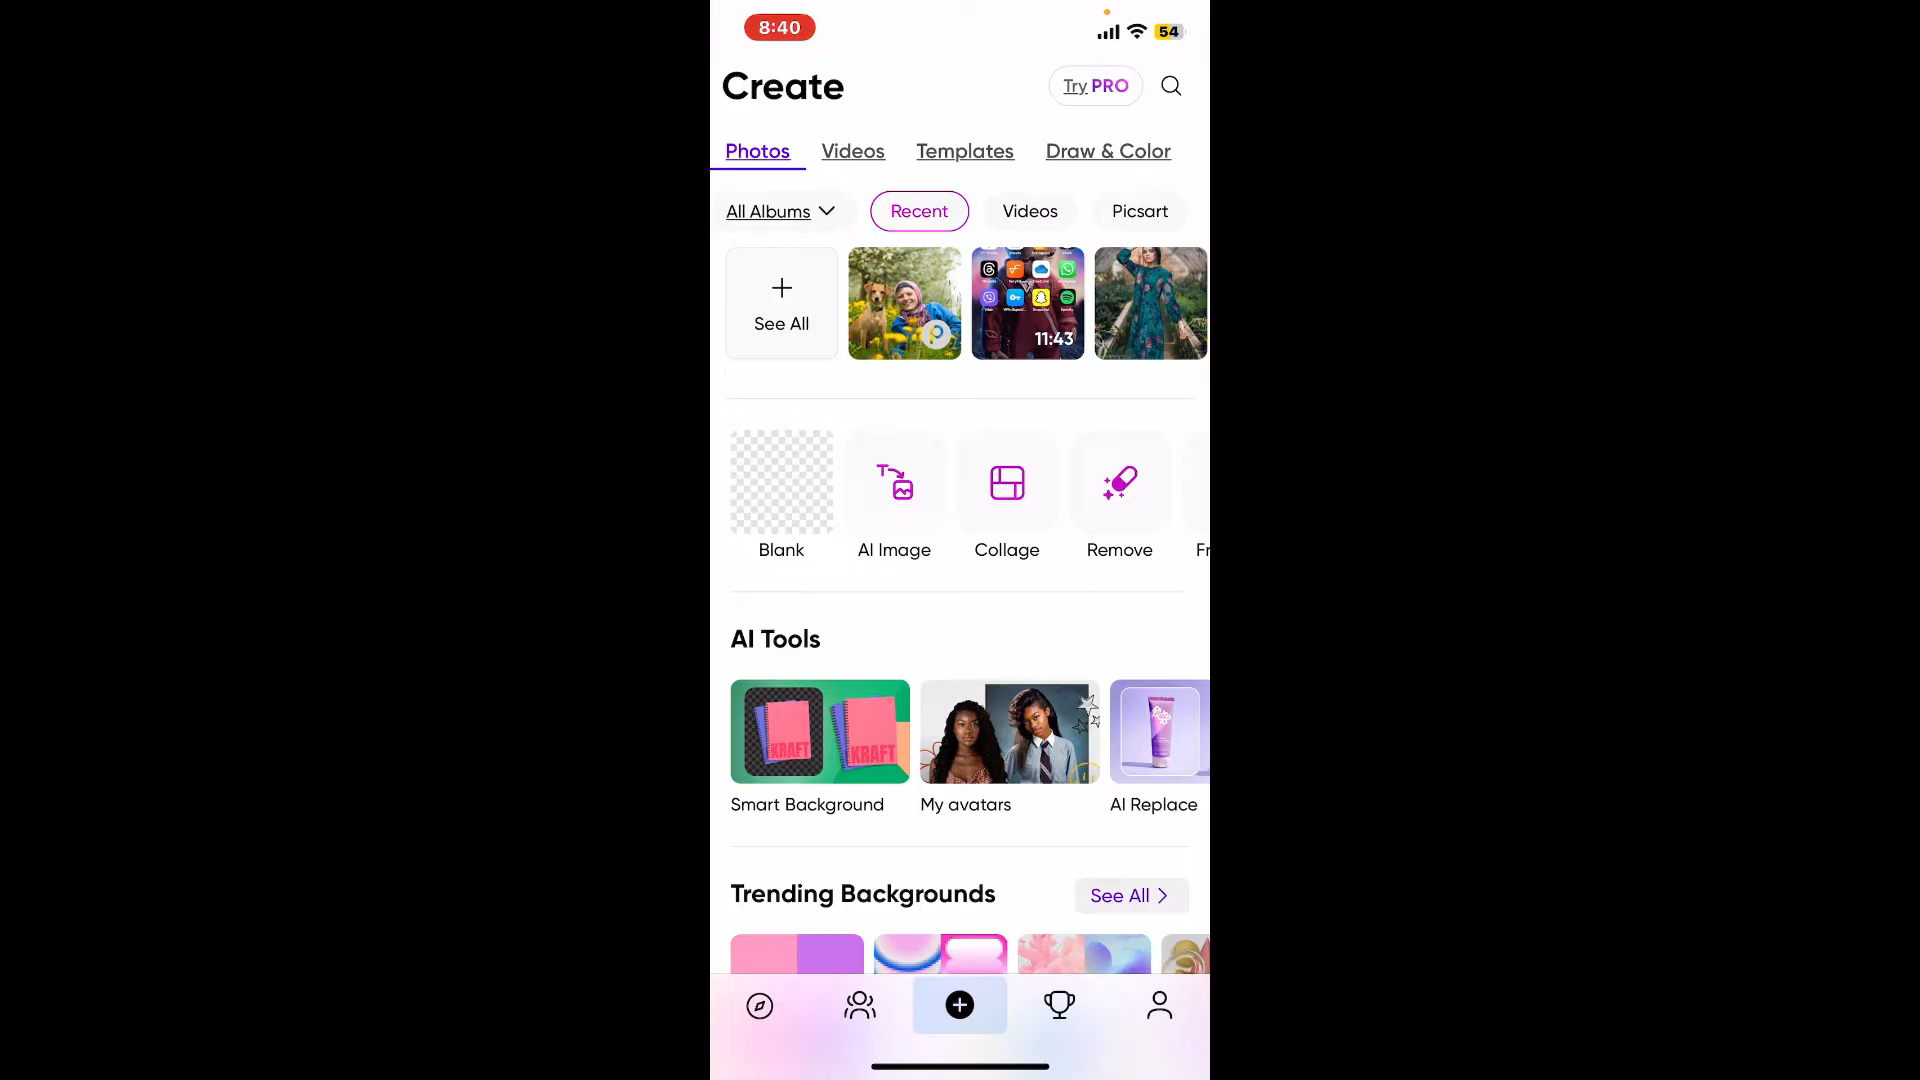 8:40
54
Create
Try PRO
Photos Videos Templates Draw & Color
All Albums Recent Videos Picsart
See All
11:43
Blank AI Image Collage Remove Fr
AI Tools
KRAFT KRAFT
Smart Background My avatars AI Replace
Trending Backgrounds See All